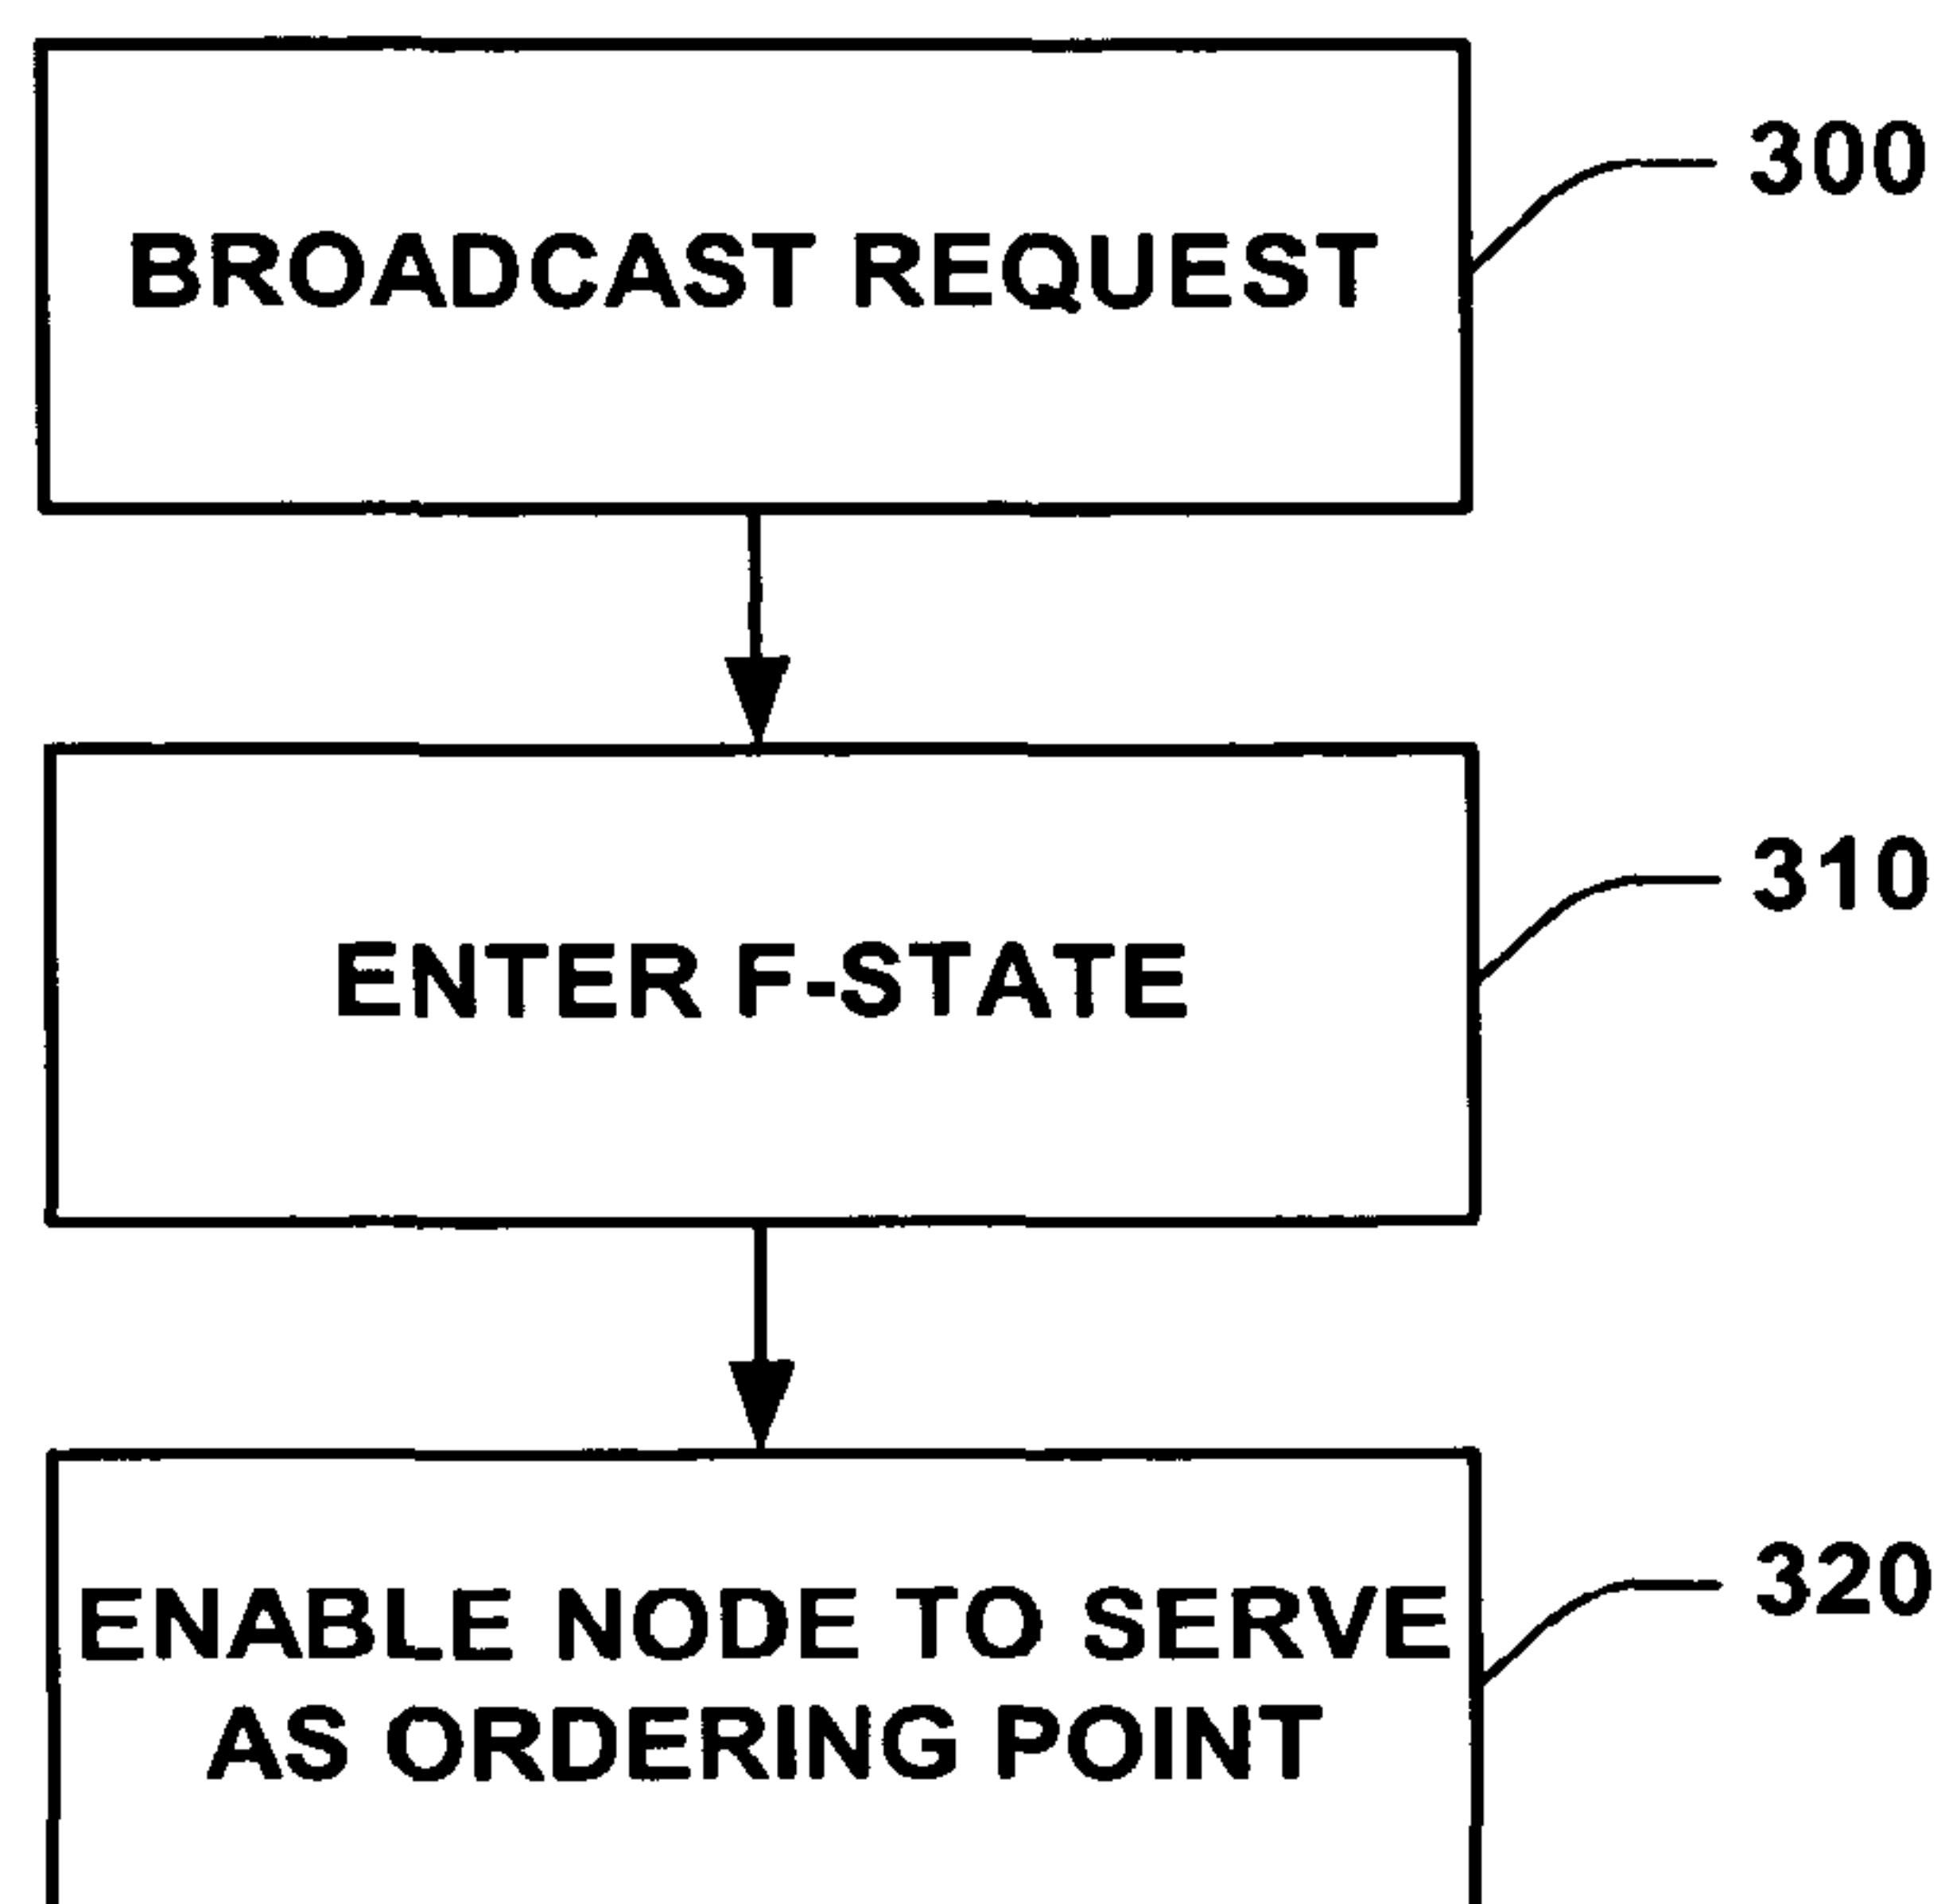 BROADCAST REQUEST
300
ENTER F-STATE
310
ENABLE NODE TO SERVE
AS ORDERING POINT
320